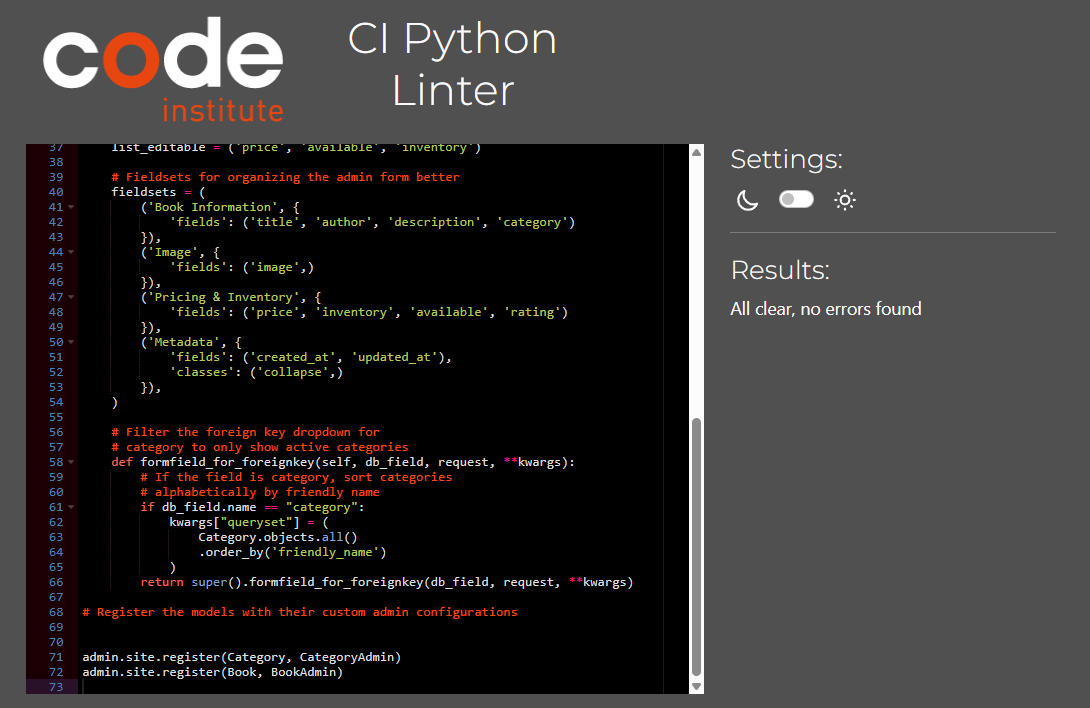 code
institute
CI Python
Linter
37 list_editable = ('price', 'available', 'inventory')
38
39 # Fieldsets for organizing the admin form better
40 fieldsets = (
41 ('Book Information', {
42 'fields': ('title', 'author', 'description', 'category')
43 }),
44 ('Image', {
45 'fields': ('image',)
46 }),
47 ('Pricing & Inventory', {
48 'fields': ('price', 'inventory', 'available', 'rating')
49 }),
50 ('Metadata', {
51 'fields': ('created_at', 'updated_at'),
52 'classes': ('collapse',)
53 }),
54 )
55
56 # Filter the foreign key dropdown for
57 # category to only show active categories
58 def formfield_for_foreignkey(self, db_field, request, **kwargs):
59 # If the field is category, sort categories
60 # alphabetically by friendly name
61 if db_field.name == "category":
62 kwargs["queryset"] = (
63 Category.objects.all()
64 .order_by('friendly_name')
65 )
66 return super().formfield_for_foreignkey(db_field, request, **kwargs)
67
68 # Register the models with their custom admin configurations
69
70
71 admin.site.register(Category, CategoryAdmin)
72 admin.site.register(Book, BookAdmin)
73
Settings:
Results:
All clear, no errors found